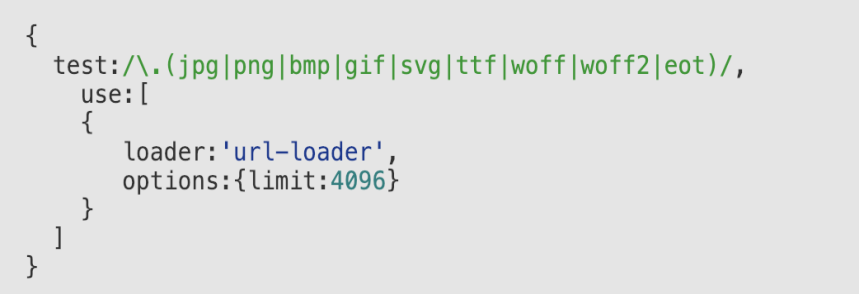 {
  test:/\.(jpg|png|bmp|gif|svg|ttf|woff|woff2|eot)/,
    use:[
    {
       loader:'url-loader',
       options:{limit:4096}
    }
  ]
}